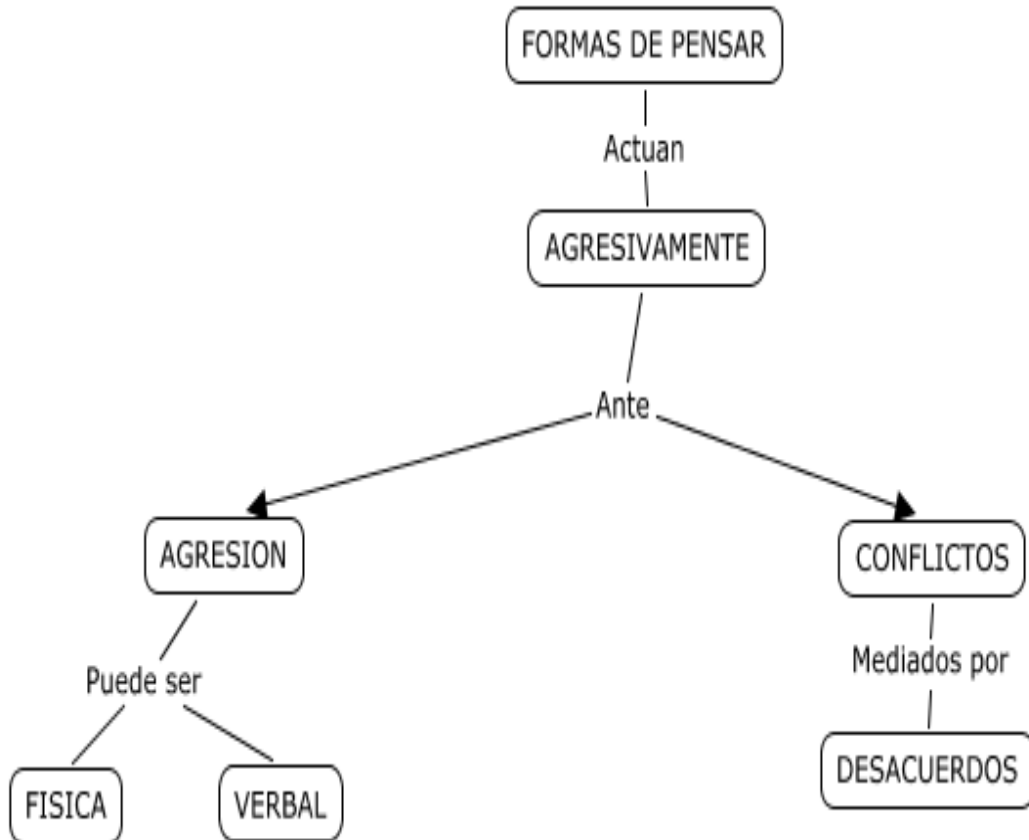 FORMAS DE PENSAR
Actuan
AGRESIVAMENTE
Ante
AGRESION
CONFLICTOS
Puede ser
Mediados por
FISICA
VERBAL
DESACUERDOS